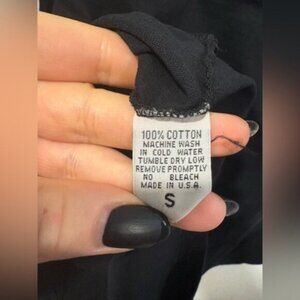 100% COTTON
MACHINE WASH
IN COLD WATER
TUMBLE DRY LOW
REMOVE PROMPTLY
NO BLEACH
MADE IN U.S.A.
S